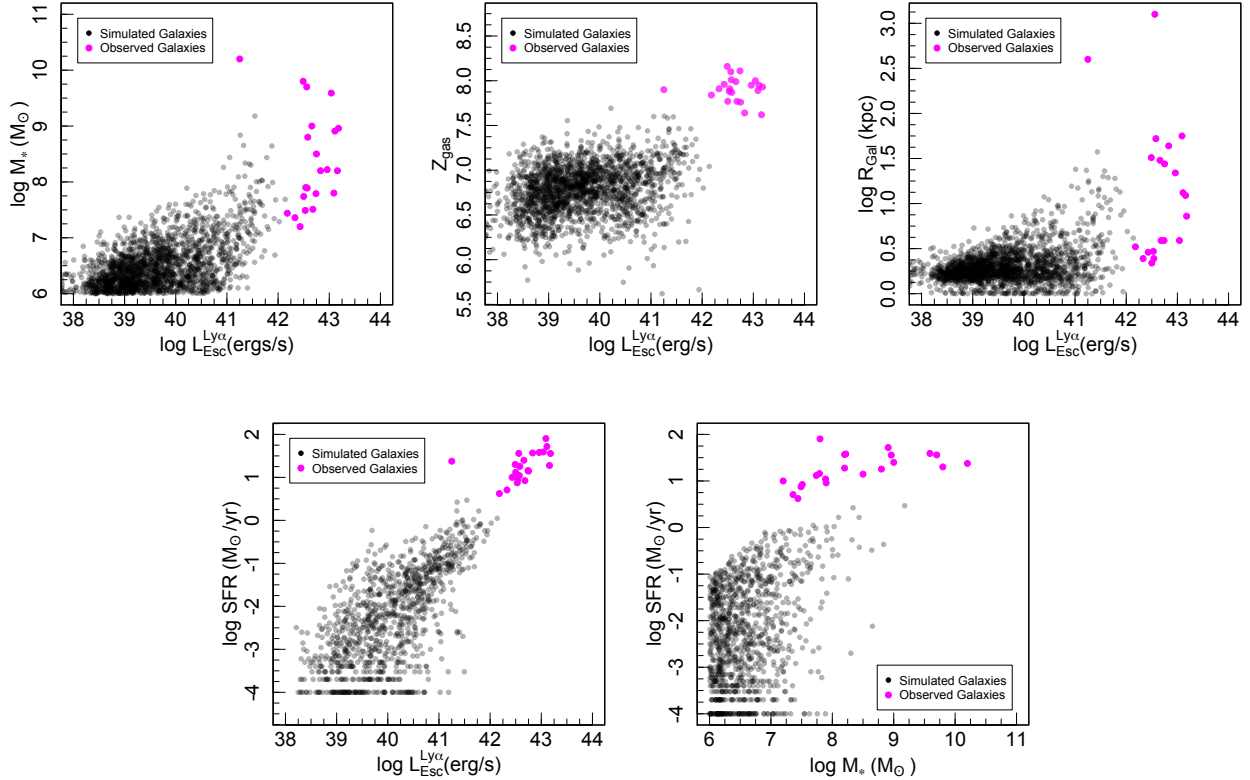 log M* (M⊙)
11
10
9
8
7
6
Simulated Galaxies
Observed Galaxies
38 39 40 41 42 43 44
log L_Esc^Lyα(ergs/s)
Z_gas
8.5
8.0
7.5
7.0
6.5
6.0
5.5
Simulated Galaxies
Observed Galaxies
38 39 40 41 42 43 44
log L_Esc^Lyα(erg/s)
log R_Gal (kpc)
3.0
2.5
2.0
1.5
1.0
0.5
0.0
Simulated Galaxies
Observed Galaxies
38 39 40 41 42 43 44
log L_Esc^Lyα(erg/s)
log SFR (M⊙/yr)
2
1
0
-1
-2
-3
-4
Simulated Galaxies
Observed Galaxies
38 39 40 41 42 43 44
log L_Esc^Lyα(erg/s)
log SFR (M⊙/yr)
2
1
0
-1
-2
-3
-4
Simulated Galaxies
Observed Galaxies
6 7 8 9 10 11
log M* (M⊙)